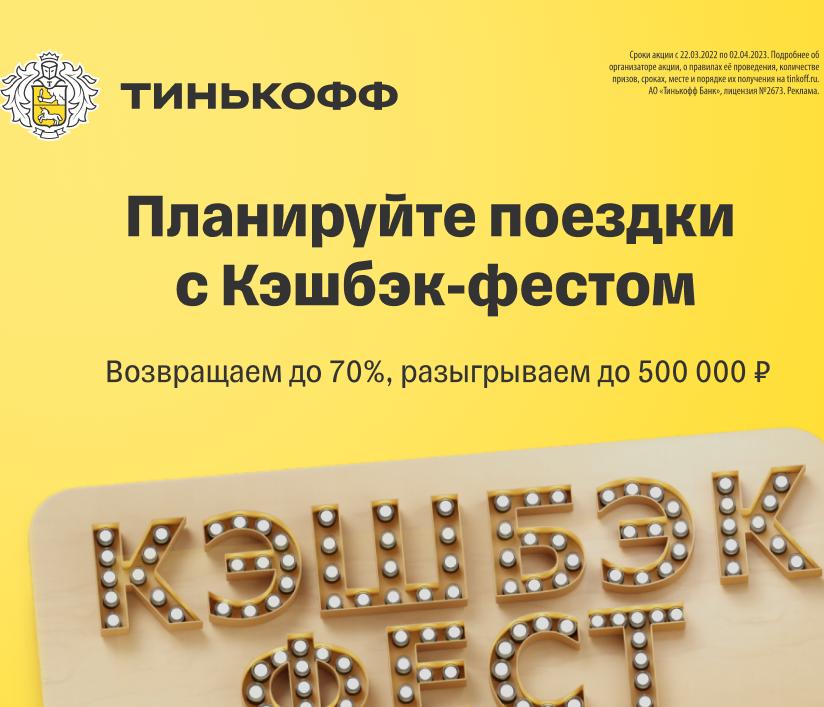 ТИНЬКОФФ
Сроки акции с 22.03.2022 по 02.04.2023. Подробнее об
организаторе акции, о правилах её проведения, количестве
призов, сроках, месте и порядке их получения на tinkoff.ru.
АО «Тинькофф Банк», лицензия №2673. Реклама.
Планируйте поездки
с Кэшбэк-фестом
Возвращаем до 70%, разыгрываем до 500 000 ₽
КЭШБЭК
ФЕСТ